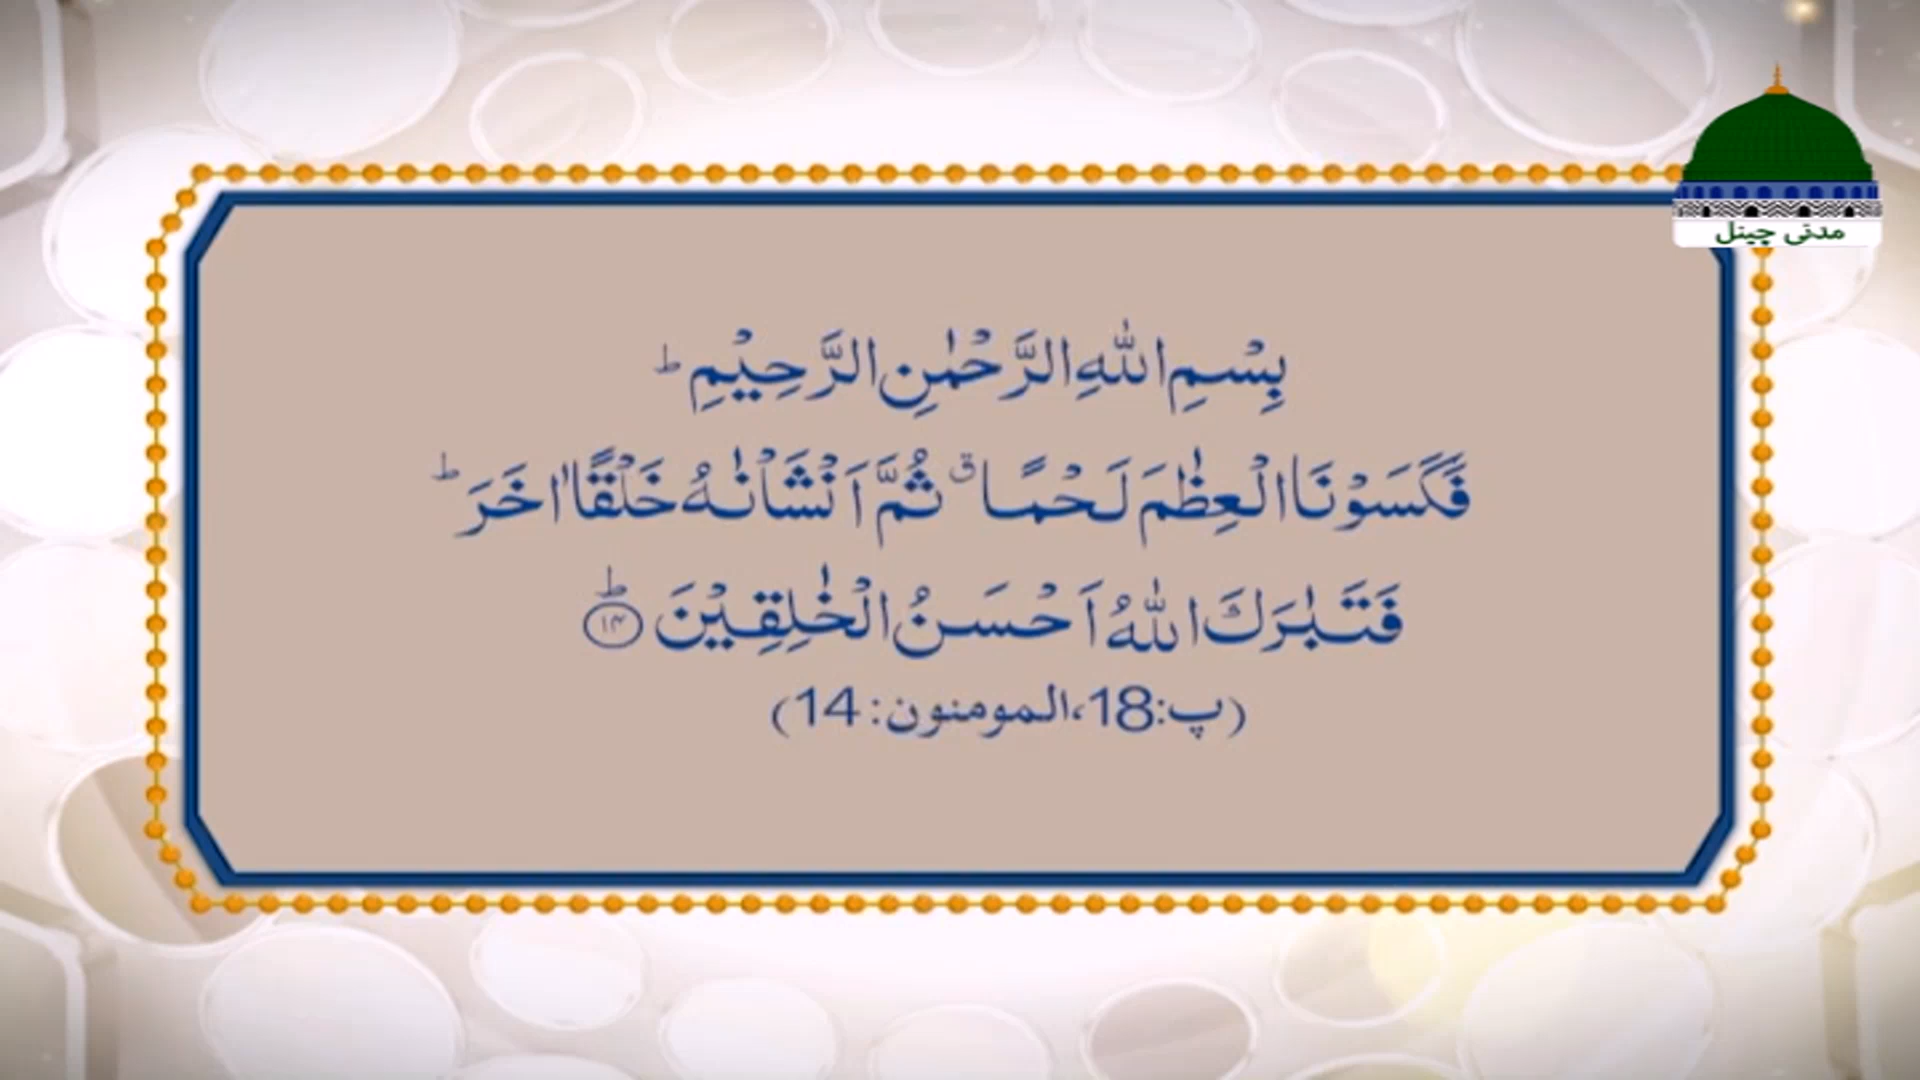 مدنی چینل
بِسْمِ اللّٰهِ الرَّحْمٰنِ الرَّحِيْمِ ؕ
فَكَسَوْنَا الْعِظٰمَ لَحْمًا ۗ ثُمَّ اَنْشَاْنٰهُ خَلْقًا اٰخَرَ ؕ
فَتَبٰرَكَ اللّٰهُ اَحْسَنُ الْخٰلِقِيْنَ ؕ ﴿۱۴﴾
(پ:18،المومنون:14)